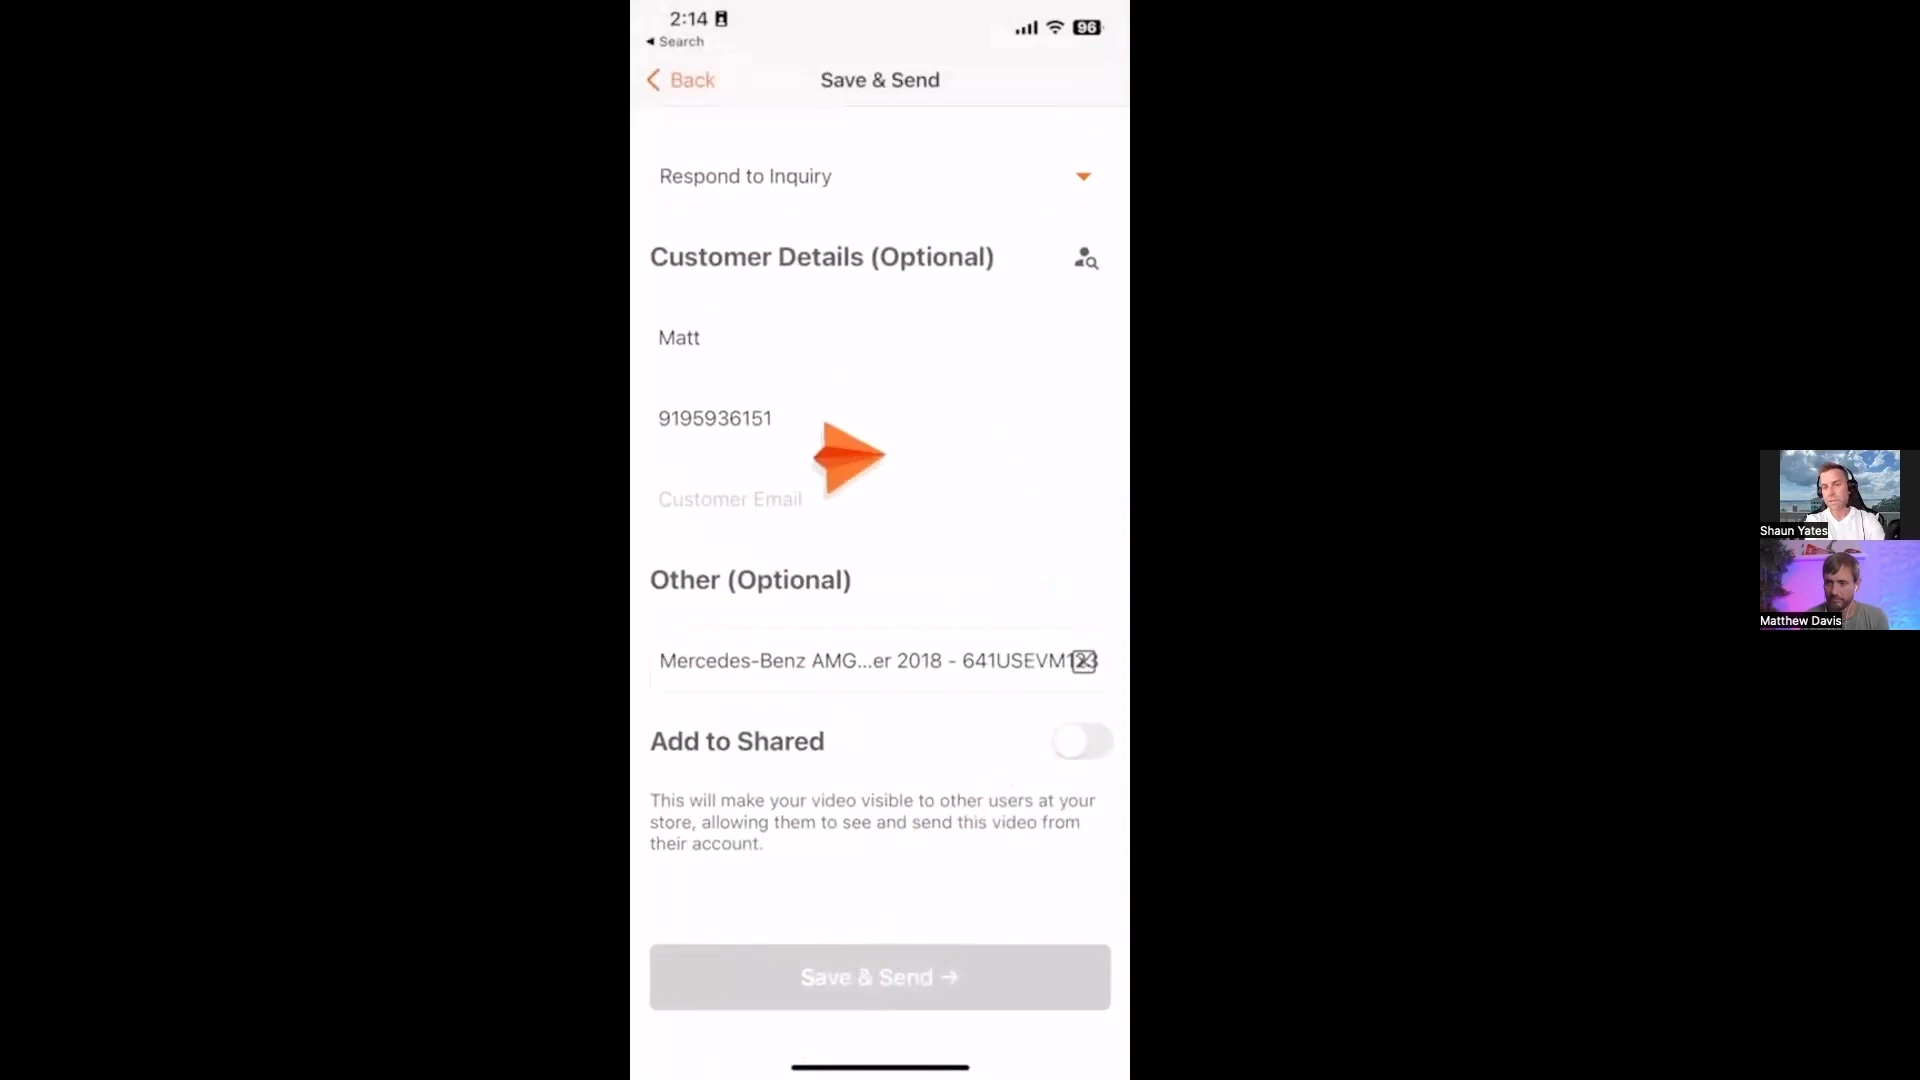 2:14
96
Search
Back
Save & Send
Respond to Inquiry
Customer Details (Optional)
Matt
9195936151
Customer Email
Other (Optional)
Mercedes-Benz AMG...er 2018 - 641USEVM123
Add to Shared
This will make your video visible to other users at your
store, allowing them to see and send this video from
their account.
Save & Send →
Shaun Yates
Matthew Davis